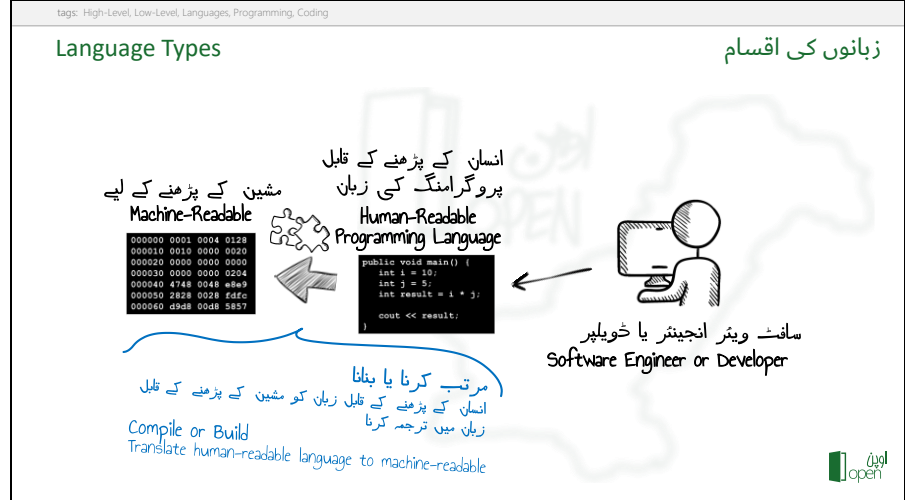 tags: High-Level, Low-Level, Languages, Programming, Coding
Language Types
زبانوں کی اقسام
انسان کے پڑھنے کے قابل
پروگرامنگ کی زبان
Human-Readable
Programming Language
مشین کے پڑھنے کے لیے
Machine-Readable
000000 0001 0004 0128
000010 0010 0000 0020
000020 0000 0000 0000
000030 0000 0000 0204
000040 4748 0048 e8e9
000050 2828 0028 fdfc
000060 d9d8 00d8 5857
public void main() {
int i = 10;
int j = 5;
int result = i * j;
cout << result;
}
سافٹ ویئر انجینئر یا ڈویلپر
Software Engineer or Developer
مرتب کرنا یا بنانا
انسان کے پڑھنے کے قابل زبان کو مشین کے پڑھنے کے قابل
زبان میں ترجمہ کرنا
Compile or Build
Translate human-readable language to machine-readable
اوپن
open
اوپن
OPEN